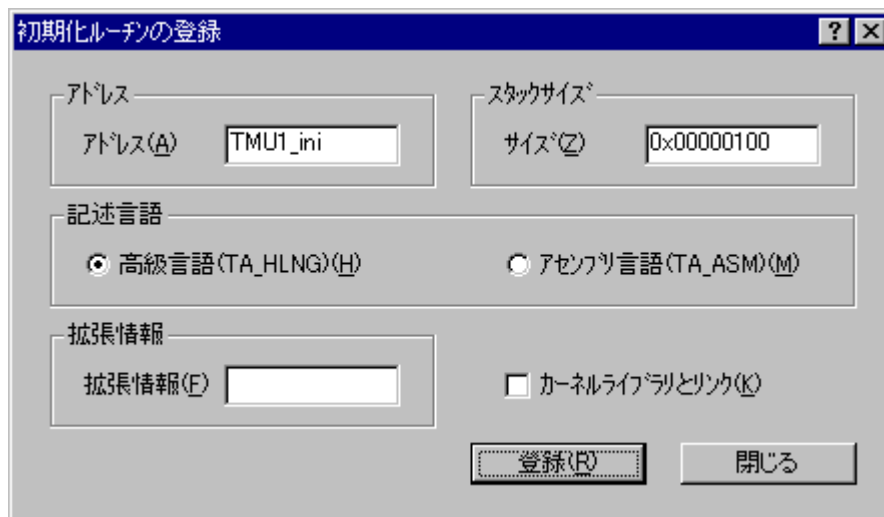 初期化ﾙｰﾁﾝの登録
ｱﾄﾞﾚｽ
ｱﾄﾞﾚｽ(A) TMU1_ini
ｽﾀｯｸｻｲｽﾞ
ｻｲｽﾞ(Z) 0x00000100
記述言語
高級言語(TA_HLNG)(H) ｱｾﾝﾌﾞﾘ言語(TA_ASM)(M)
拡張情報
拡張情報(F)
ｶｰﾈﾙﾗｲﾌﾞﾗﾘとﾘﾝｸ(K)
登録(R) 閉じる